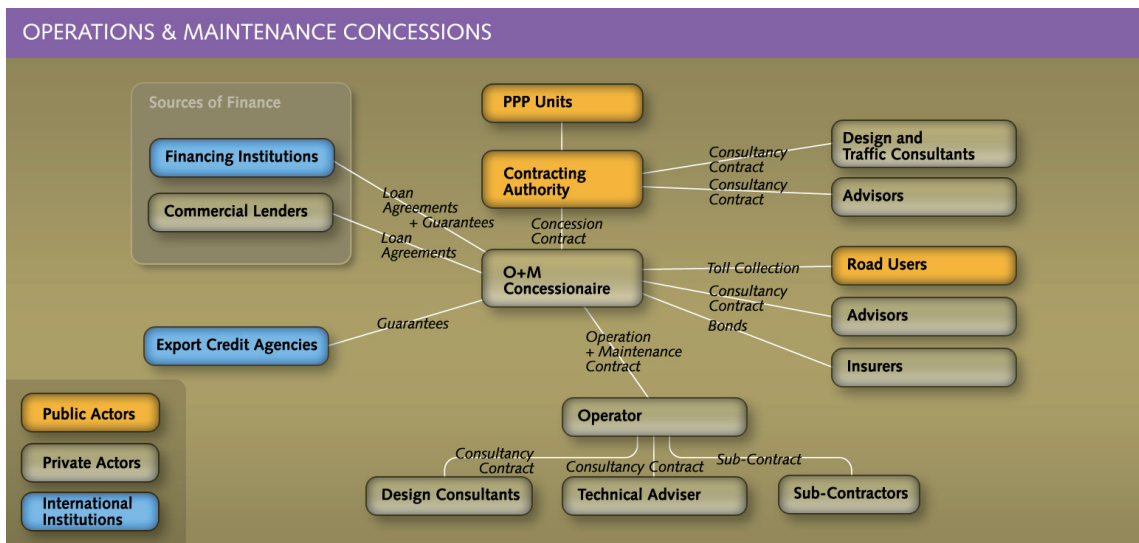 OPERATIONS & MAINTENANCE CONCESSIONS
Sources of Finance
Financing Institutions
Commercial Lenders
Export Credit Agencies
PPP Units
Contracting
Authority
Consultancy
Contract
Consultancy
Contract
Design and
Traffic Consultants
Advisors
Loan
Agreements
+ Guarantees
Loan
Agreements
Concession
Contract
O+M
Concessionaire
Guarantees
Toll Collection
Consultancy
Contract
Bonds
Road Users
Advisors
Insurers
Operation
+ Maintenance
Contract
Operator
Consultancy
Contract
Consultancy Contract
Sub-Contract
Design Consultants
Technical Adviser
Sub-Contractors
Public Actors
Private Actors
International
Institutions